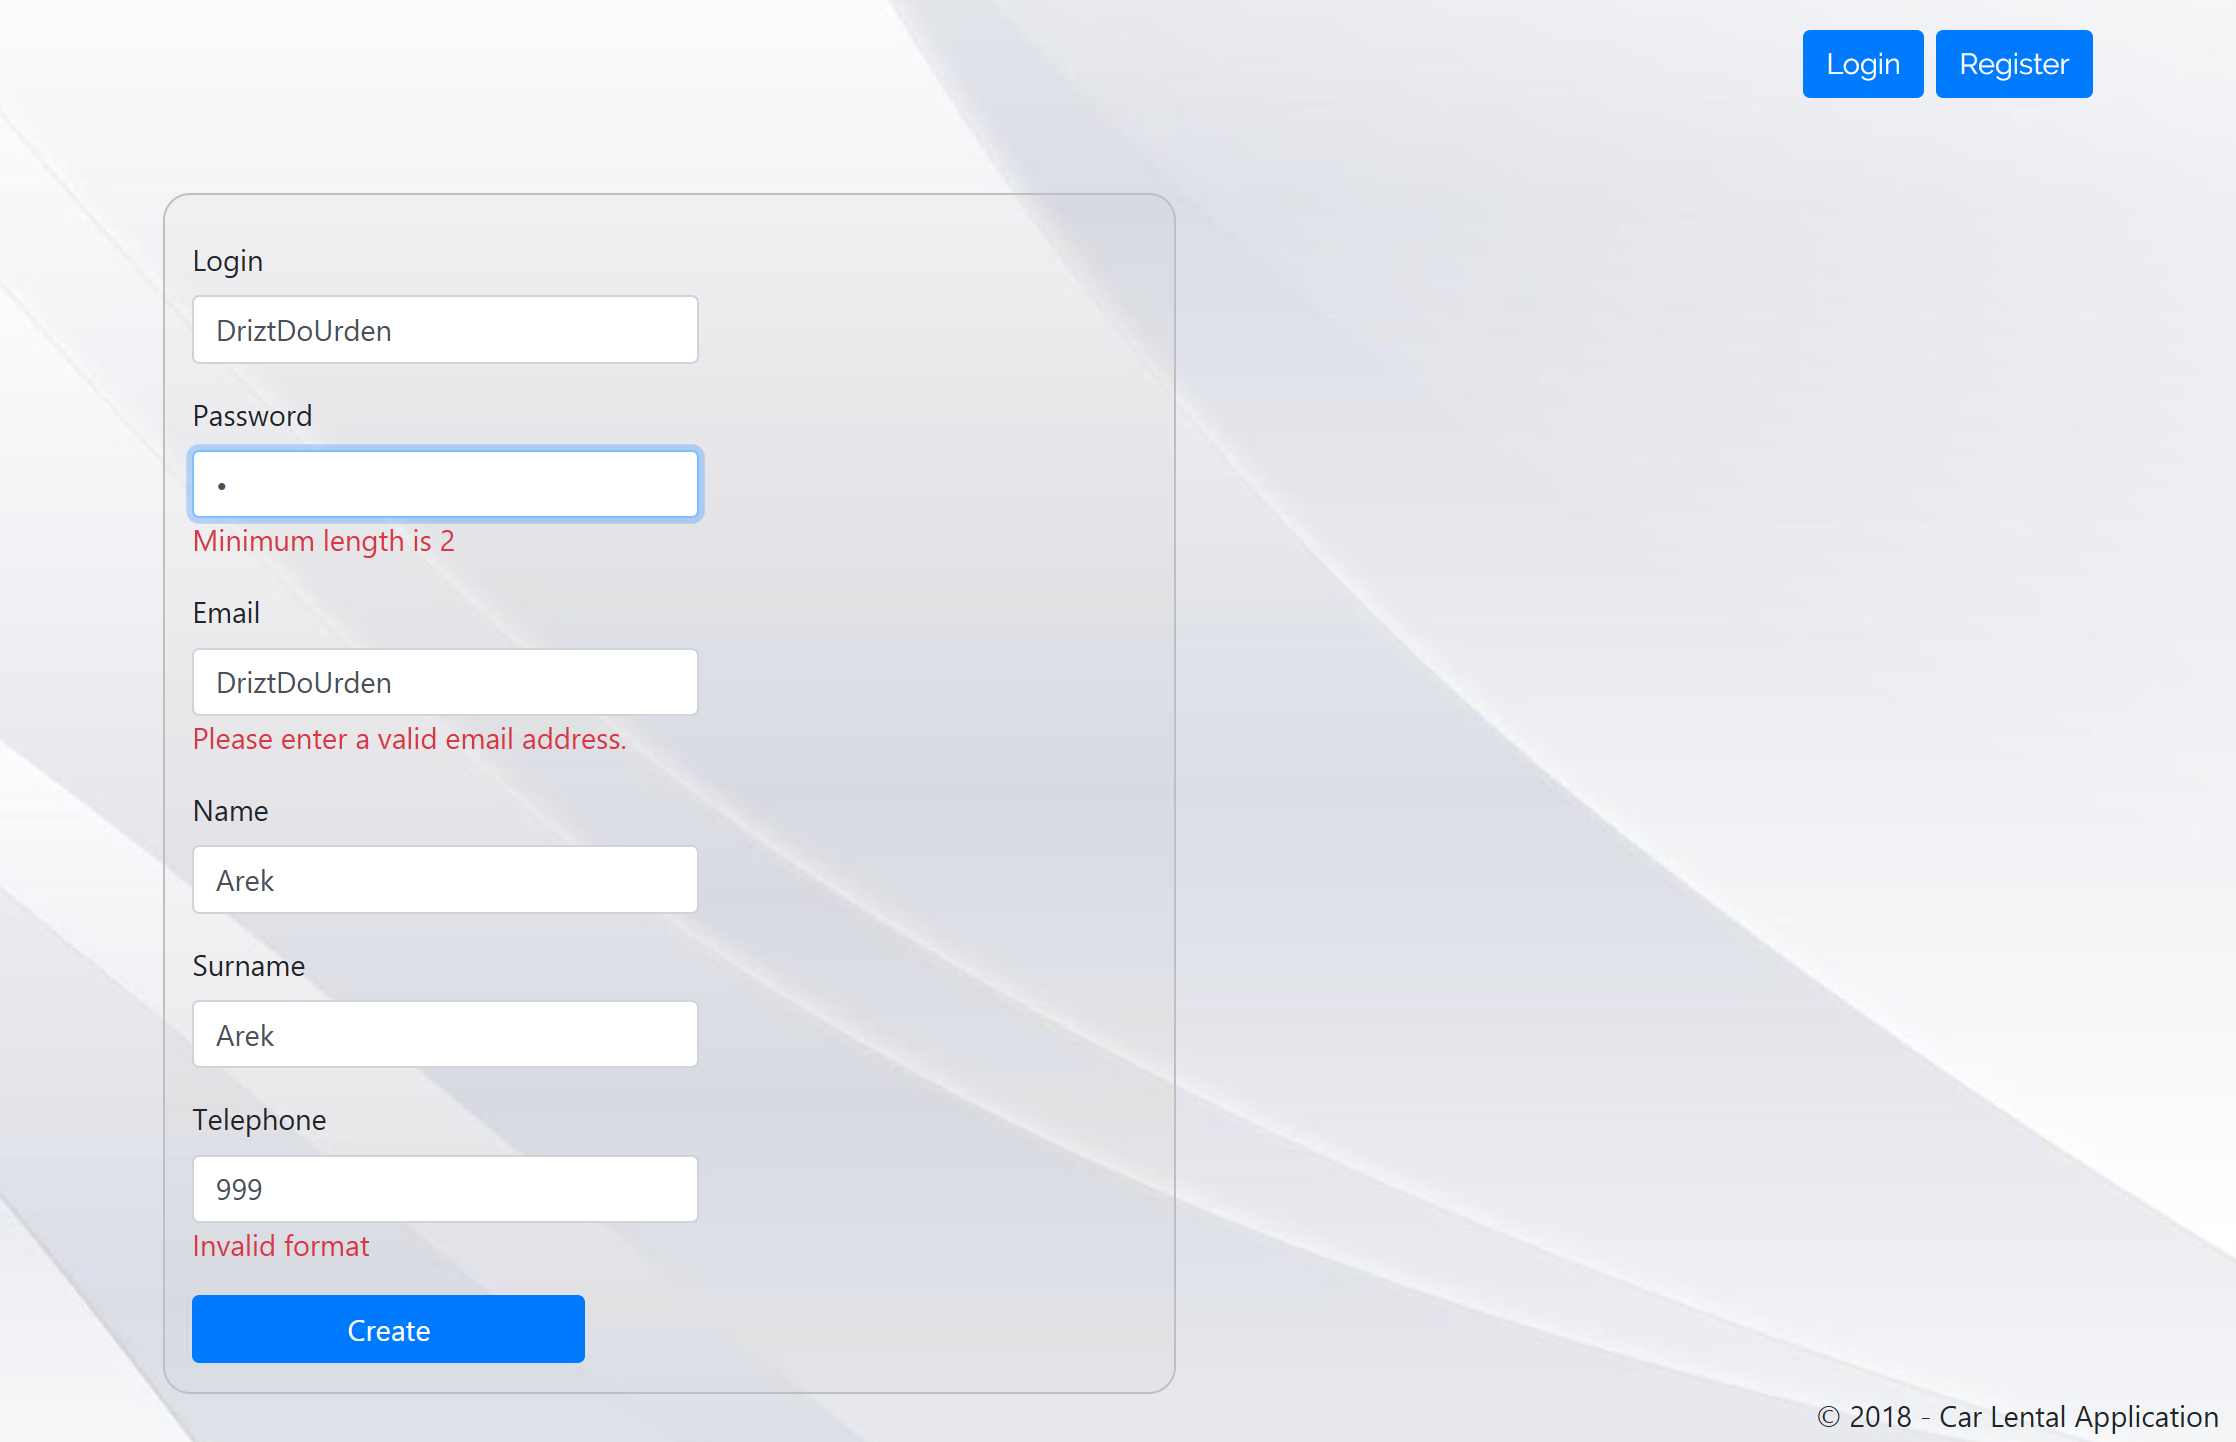 Login
Register
Login
DriztDoUrden
Password
•
Minimum length is 2
Email
DriztDoUrden
Please enter a valid email address.
Name
Arek
Surname
Arek
Telephone
999
Invalid format
Create
© 2018 - Car Lental Application